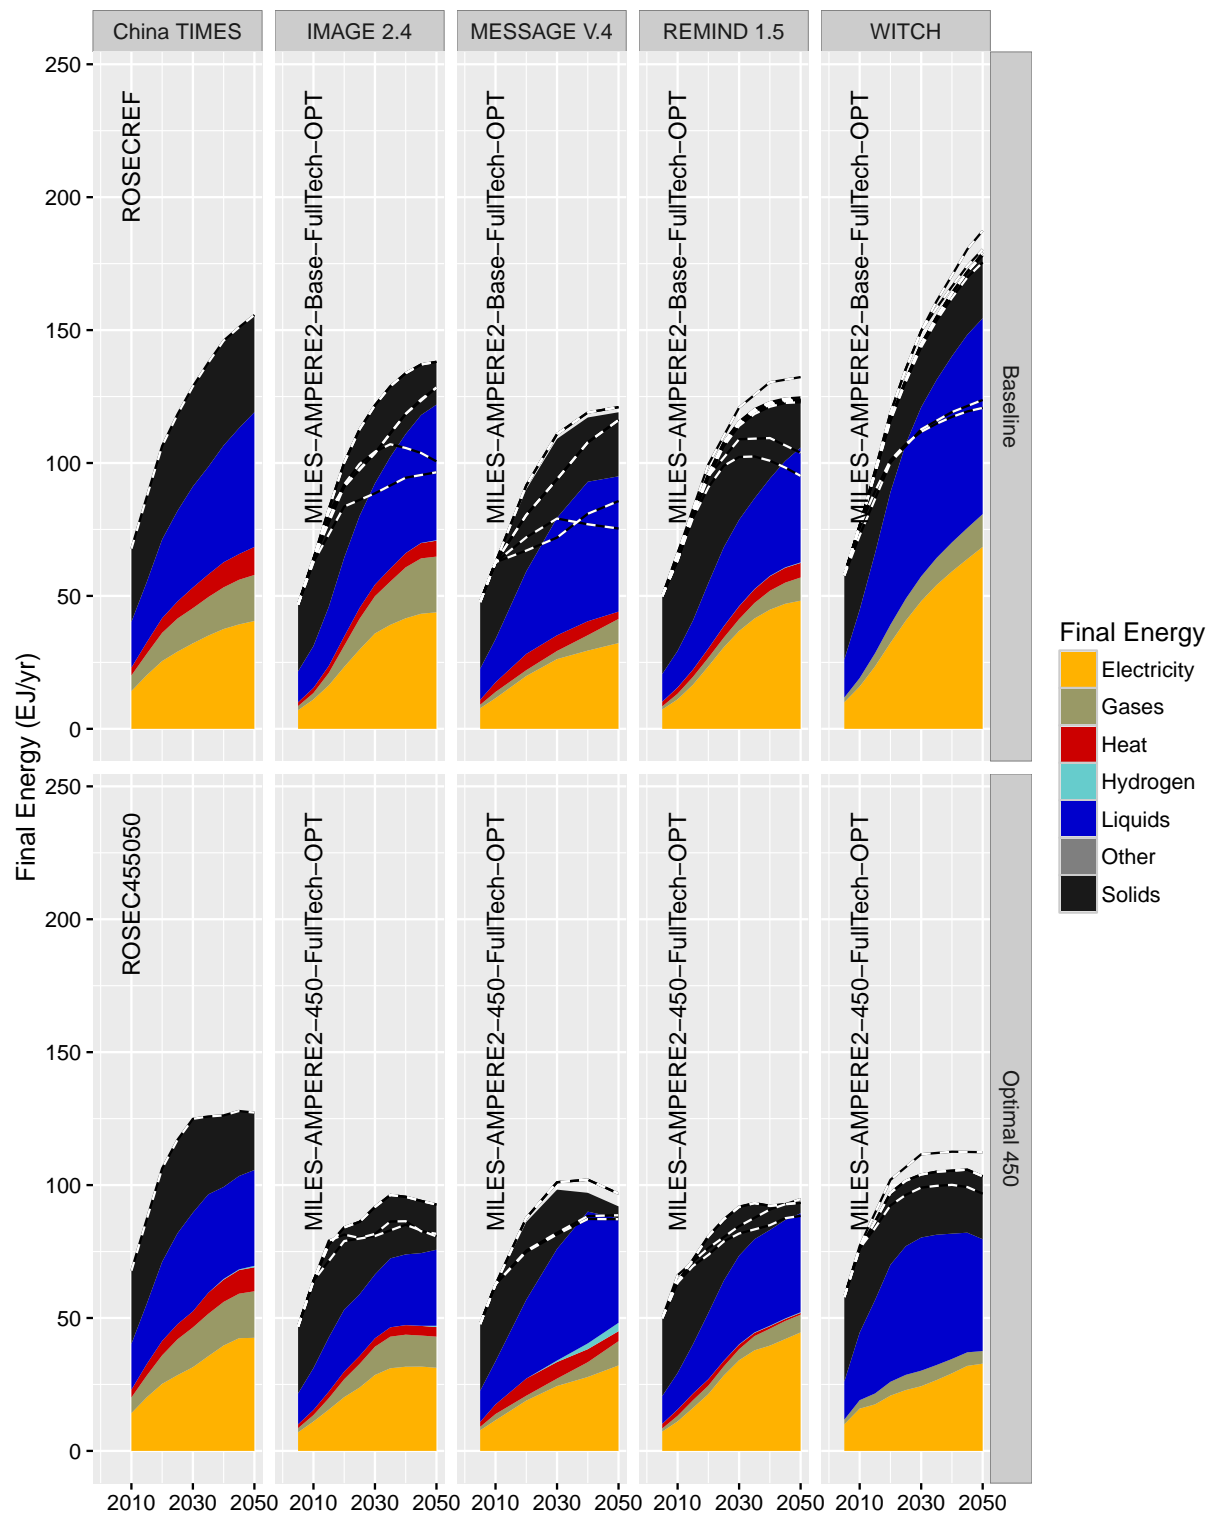 China TIMES
IMAGE 2.4
MESSAGE V.4
REMIND 1.5
WITCH
Final Energy (EJ/yr)
250
200
150
100
50
0
ROSECREF
MILES−AMPERE2−Base−FullTech−OPT
MILES−AMPERE2−Base−FullTech−OPT
MILES−AMPERE2−Base−FullTech−OPT
MILES−AMPERE2−Base−FullTech−OPT
Baseline
250
200
150
100
50
0
ROSEC455050
MILES−AMPERE2−450−FullTech−OPT
MILES−AMPERE2−450−FullTech−OPT
MILES−AMPERE2−450−FullTech−OPT
MILES−AMPERE2−450−FullTech−OPT
Optimal 450
2010 2030 2050
2010 2030 2050
2010 2030 2050
2010 2030 2050
2010 2030 2050
Final Energy
Electricity
Gases
Heat
Hydrogen
Liquids
Other
Solids